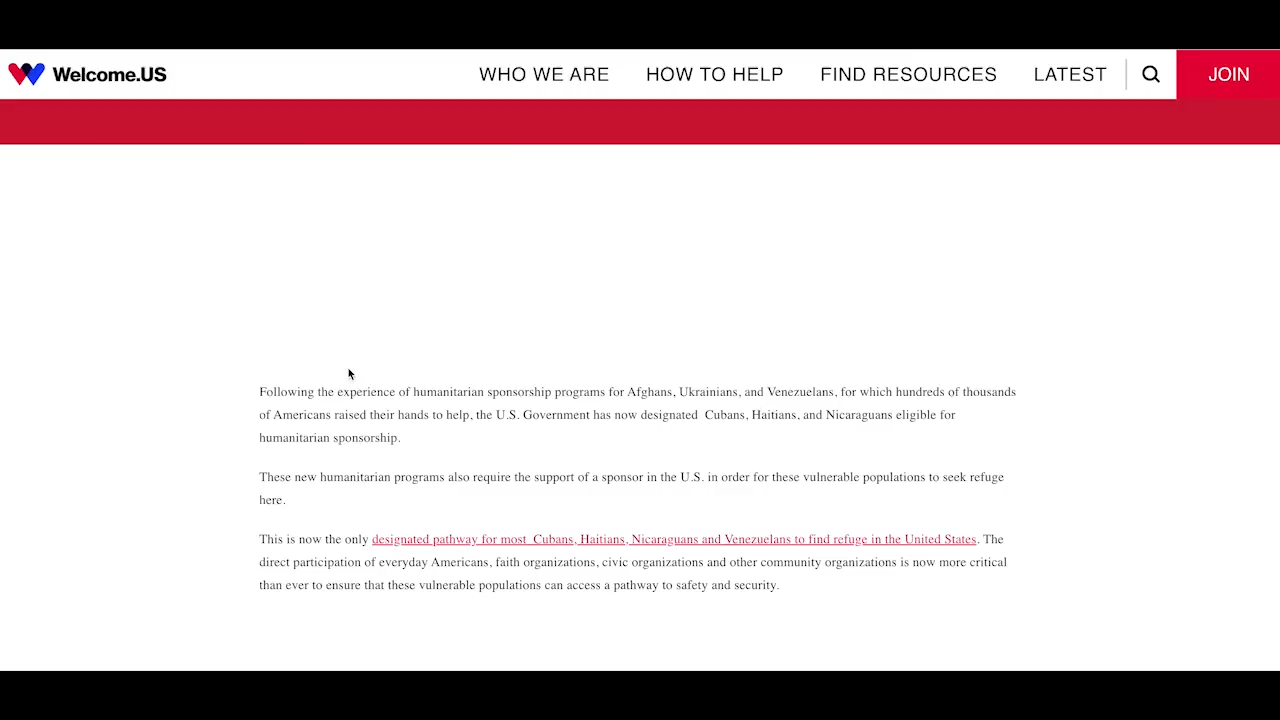 Welcome.US
WHO WE ARE
HOW TO HELP
FIND RESOURCES
LATEST
JOIN
Following the experience of humanitarian sponsorship programs for Afghans, Ukrainians, and Venezuelans, for which hundreds of thousands
of Americans raised their hands to help, the U.S. Government has now designated  Cubans, Haitians, and Nicaraguans eligible for
humanitarian sponsorship.
These new humanitarian programs also require the support of a sponsor in the U.S. in order for these vulnerable populations to seek refuge
here.
This is now the only designated pathway for most  Cubans, Haitians, Nicaraguans and Venezuelans to find refuge in the United States. The
direct participation of everyday Americans, faith organizations, civic organizations and other community organizations is now more critical
than ever to ensure that these vulnerable populations can access a pathway to safety and security.